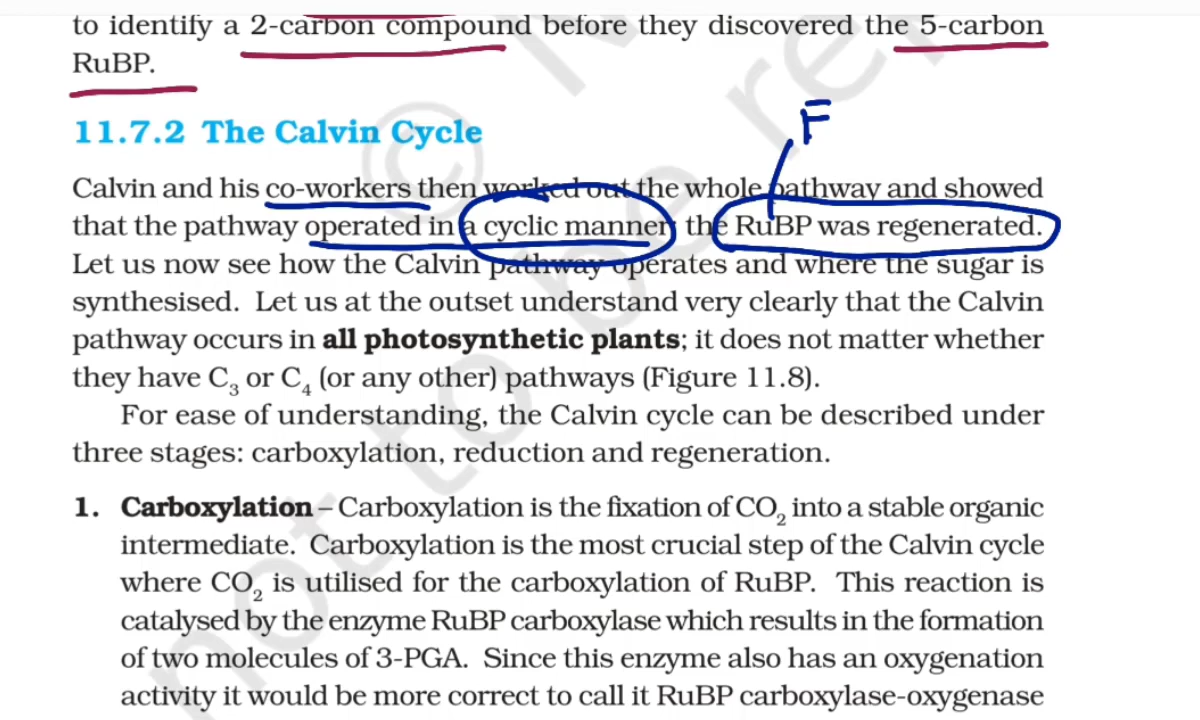 to identify a 2-carbon compound before they discovered the 5-carbon
RuBP.
11.7.2 The Calvin Cycle
F
Calvin and his co-workers then worked out the whole pathway and showed
that the pathway operated in a cyclic manner; the RuBP was regenerated.
Let us now see how the Calvin pathway operates and where the sugar is
synthesised. Let us at the outset understand very clearly that the Calvin
pathway occurs in all photosynthetic plants; it does not matter whether
they have C₃ or C₄ (or any other) pathways (Figure 11.8).
For ease of understanding, the Calvin cycle can be described under
three stages: carboxylation, reduction and regeneration.
1. Carboxylation – Carboxylation is the fixation of CO₂ into a stable organic
intermediate. Carboxylation is the most crucial step of the Calvin cycle
where CO₂ is utilised for the carboxylation of RuBP. This reaction is
catalysed by the enzyme RuBP carboxylase which results in the formation
of two molecules of 3-PGA. Since this enzyme also has an oxygenation
activity it would be more correct to call it RuBP carboxylase-oxygenase
© not to be re